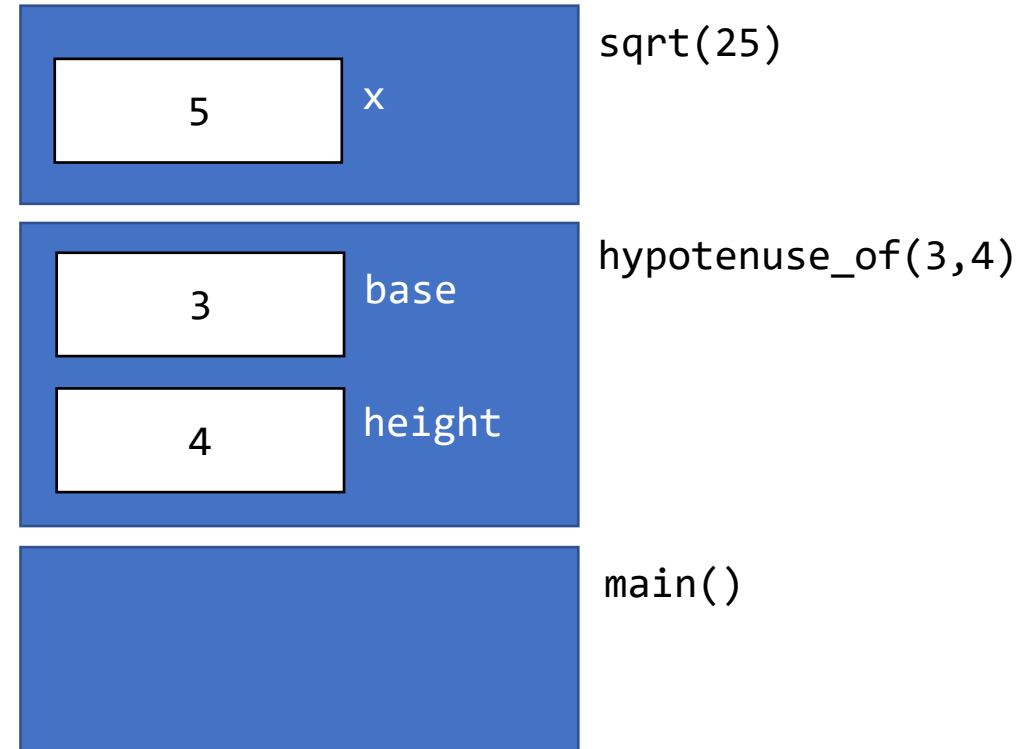 sqrt(25)
5 x
hypotenuse_of(3,4)
3 base
4 height
main()